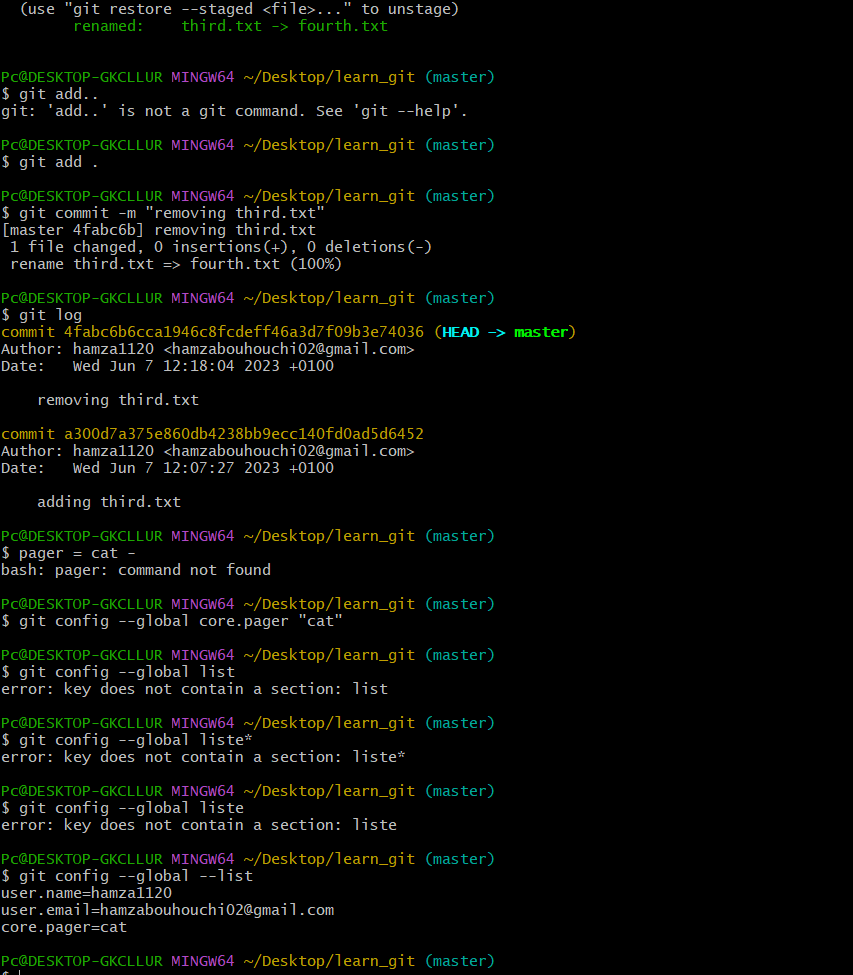 (use "git restore --staged <file>..." to unstage)
renamed:    third.txt -> fourth.txt
Pc@DESKTOP-GKCLLUR MINGW64 ~/Desktop/learn_git (master)
$ git add..
git: 'add..' is not a git command. See 'git --help'.
Pc@DESKTOP-GKCLLUR MINGW64 ~/Desktop/learn_git (master)
$ git add .
Pc@DESKTOP-GKCLLUR MINGW64 ~/Desktop/learn_git (master)
$ git commit -m "removing third.txt"
[master 4fabc6b] removing third.txt
1 file changed, 0 insertions(+), 0 deletions(-)
rename third.txt => fourth.txt (100%)
Pc@DESKTOP-GKCLLUR MINGW64 ~/Desktop/learn_git (master)
$ git log
commit 4fabc6b6cca1946c8fcdeff46a3d7f09b3e74036 (HEAD -> master)
Author: hamza1120 <hamzabouhouchi02@gmail.com>
Date:   Wed Jun 7 12:18:04 2023 +0100
removing third.txt
commit a300d7a375e860db4238bb9ecc140fd0ad5d6452
Author: hamza1120 <hamzabouhouchi02@gmail.com>
Date:   Wed Jun 7 12:07:27 2023 +0100
adding third.txt
Pc@DESKTOP-GKCLLUR MINGW64 ~/Desktop/learn_git (master)
$ pager = cat -
bash: pager: command not found
Pc@DESKTOP-GKCLLUR MINGW64 ~/Desktop/learn_git (master)
$ git config --global core.pager "cat"
Pc@DESKTOP-GKCLLUR MINGW64 ~/Desktop/learn_git (master)
$ git config --global list
error: key does not contain a section: list
Pc@DESKTOP-GKCLLUR MINGW64 ~/Desktop/learn_git (master)
$ git config --global liste*
error: key does not contain a section: liste*
Pc@DESKTOP-GKCLLUR MINGW64 ~/Desktop/learn_git (master)
$ git config --global liste
error: key does not contain a section: liste
Pc@DESKTOP-GKCLLUR MINGW64 ~/Desktop/learn_git (master)
$ git config --global --list
user.name=hamza1120
user.email=hamzabouhouchi02@gmail.com
core.pager=cat
Pc@DESKTOP-GKCLLUR MINGW64 ~/Desktop/learn_git (master)
$